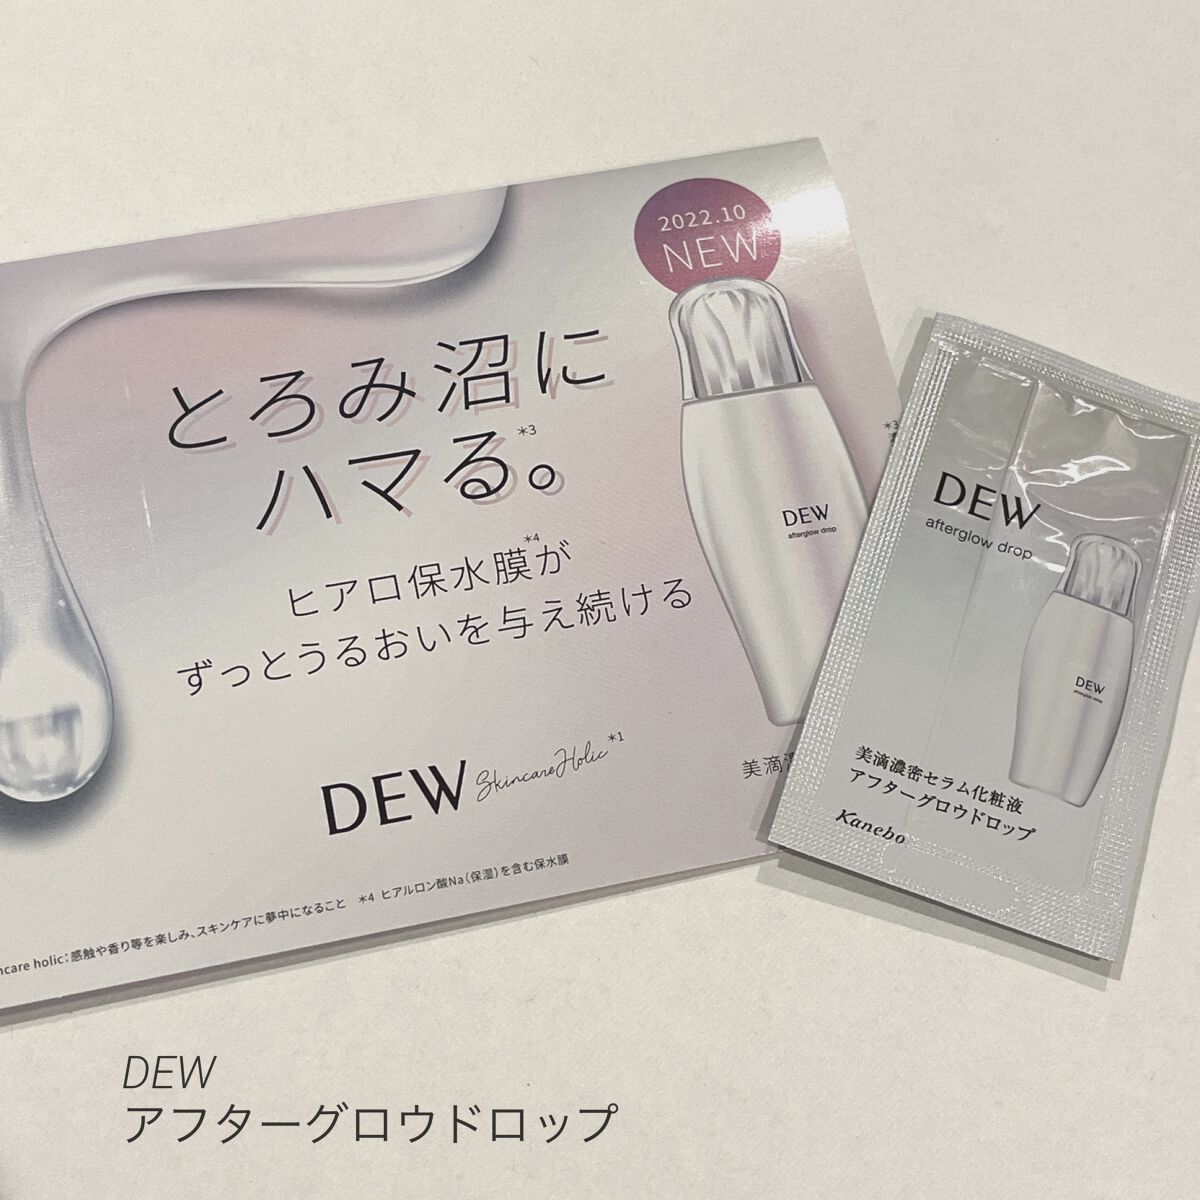 2022.10
NEW
とろみ沼に
ハマる。*3
ヒアロ保水膜*4が
ずっとうるおいを与え続ける
DEW Skincare Holic*1
DEW
afterglow drop
美滴
care holic:感触や香り等を楽しみ、スキンケアに夢中になること *4 ヒアルロン酸Na(保湿)を含む保水膜
*3
DEW
afterglow drop
DEW
afterglow drop
美滴濃密セラム化粧液
アフターグロウドロップ
Kanebo
DEW
アフターグロウドロップ